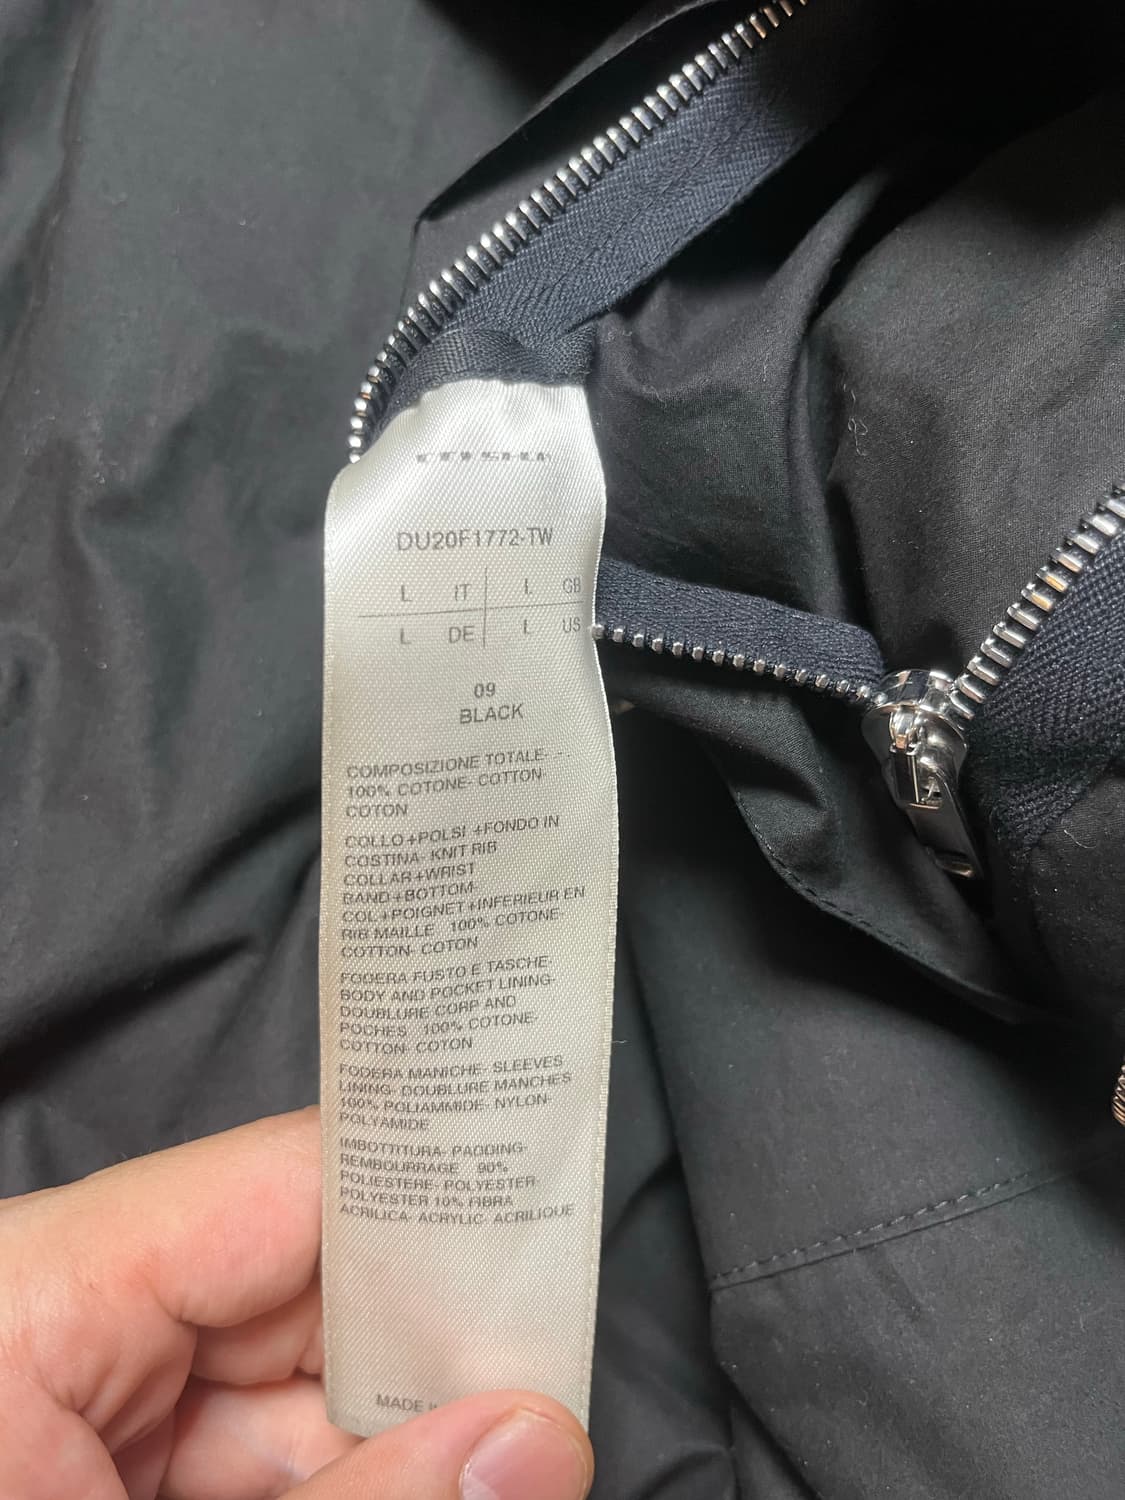 DU20F1772-TW
L IT L GB
L DE L US
09
BLACK
COMPOSIZIONE TOTALE- -
100% COTONE- COTTON
COTON
COLLO+POLSI +FONDO IN
COSTINA- KNIT RIB
COLLAR+WRIST
BAND+BOTTOM-
COL+POIGNET+INFERIEUR EN
RIB MAILLE 100% COTONE-
COTTON- COTON
FODERA FUSTO E TASCHE-
BODY AND POCKET LINING-
DOUBLURE CORP AND
POCHES 100% COTONE-
COTTON- COTON
FODERA MANICHE- SLEEVES
LINING- DOUBLURE MANCHES
100% POLIAMMIDE- NYLON-
POLYAMIDE
IMBOTTITURA- PADDING-
REMBOURRAGE 90%
POLIESTERE- POLYESTER-
POLYESTER 10% FIBRA
ACRILICA- ACRYLIC- ACRILIQUE
MADE